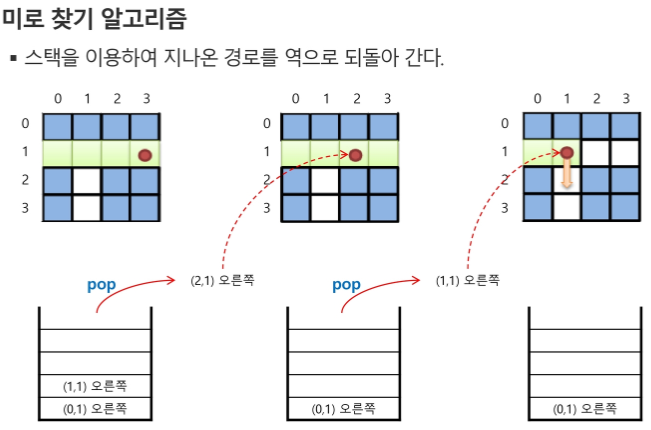 미로 찾기 알고리즘
▪ 스택을 이용하여 지나온 경로를 역으로 되돌아 간다.
0 1 2 3
0
1
2
3
0 1 2 3
0
1
2
3
0 1 2 3
0
1
2
3
pop
(2,1) 오른쪽
pop
(1,1) 오른쪽
(1,1) 오른쪽
(0,1) 오른쪽
(0,1) 오른쪽
(0,1) 오른쪽